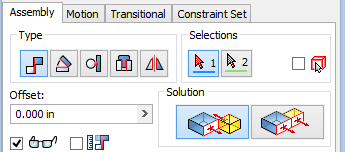 Assembly Motion Transitional Constraint Set
Type Selections
1 2
Offset: Solution
0.000 in